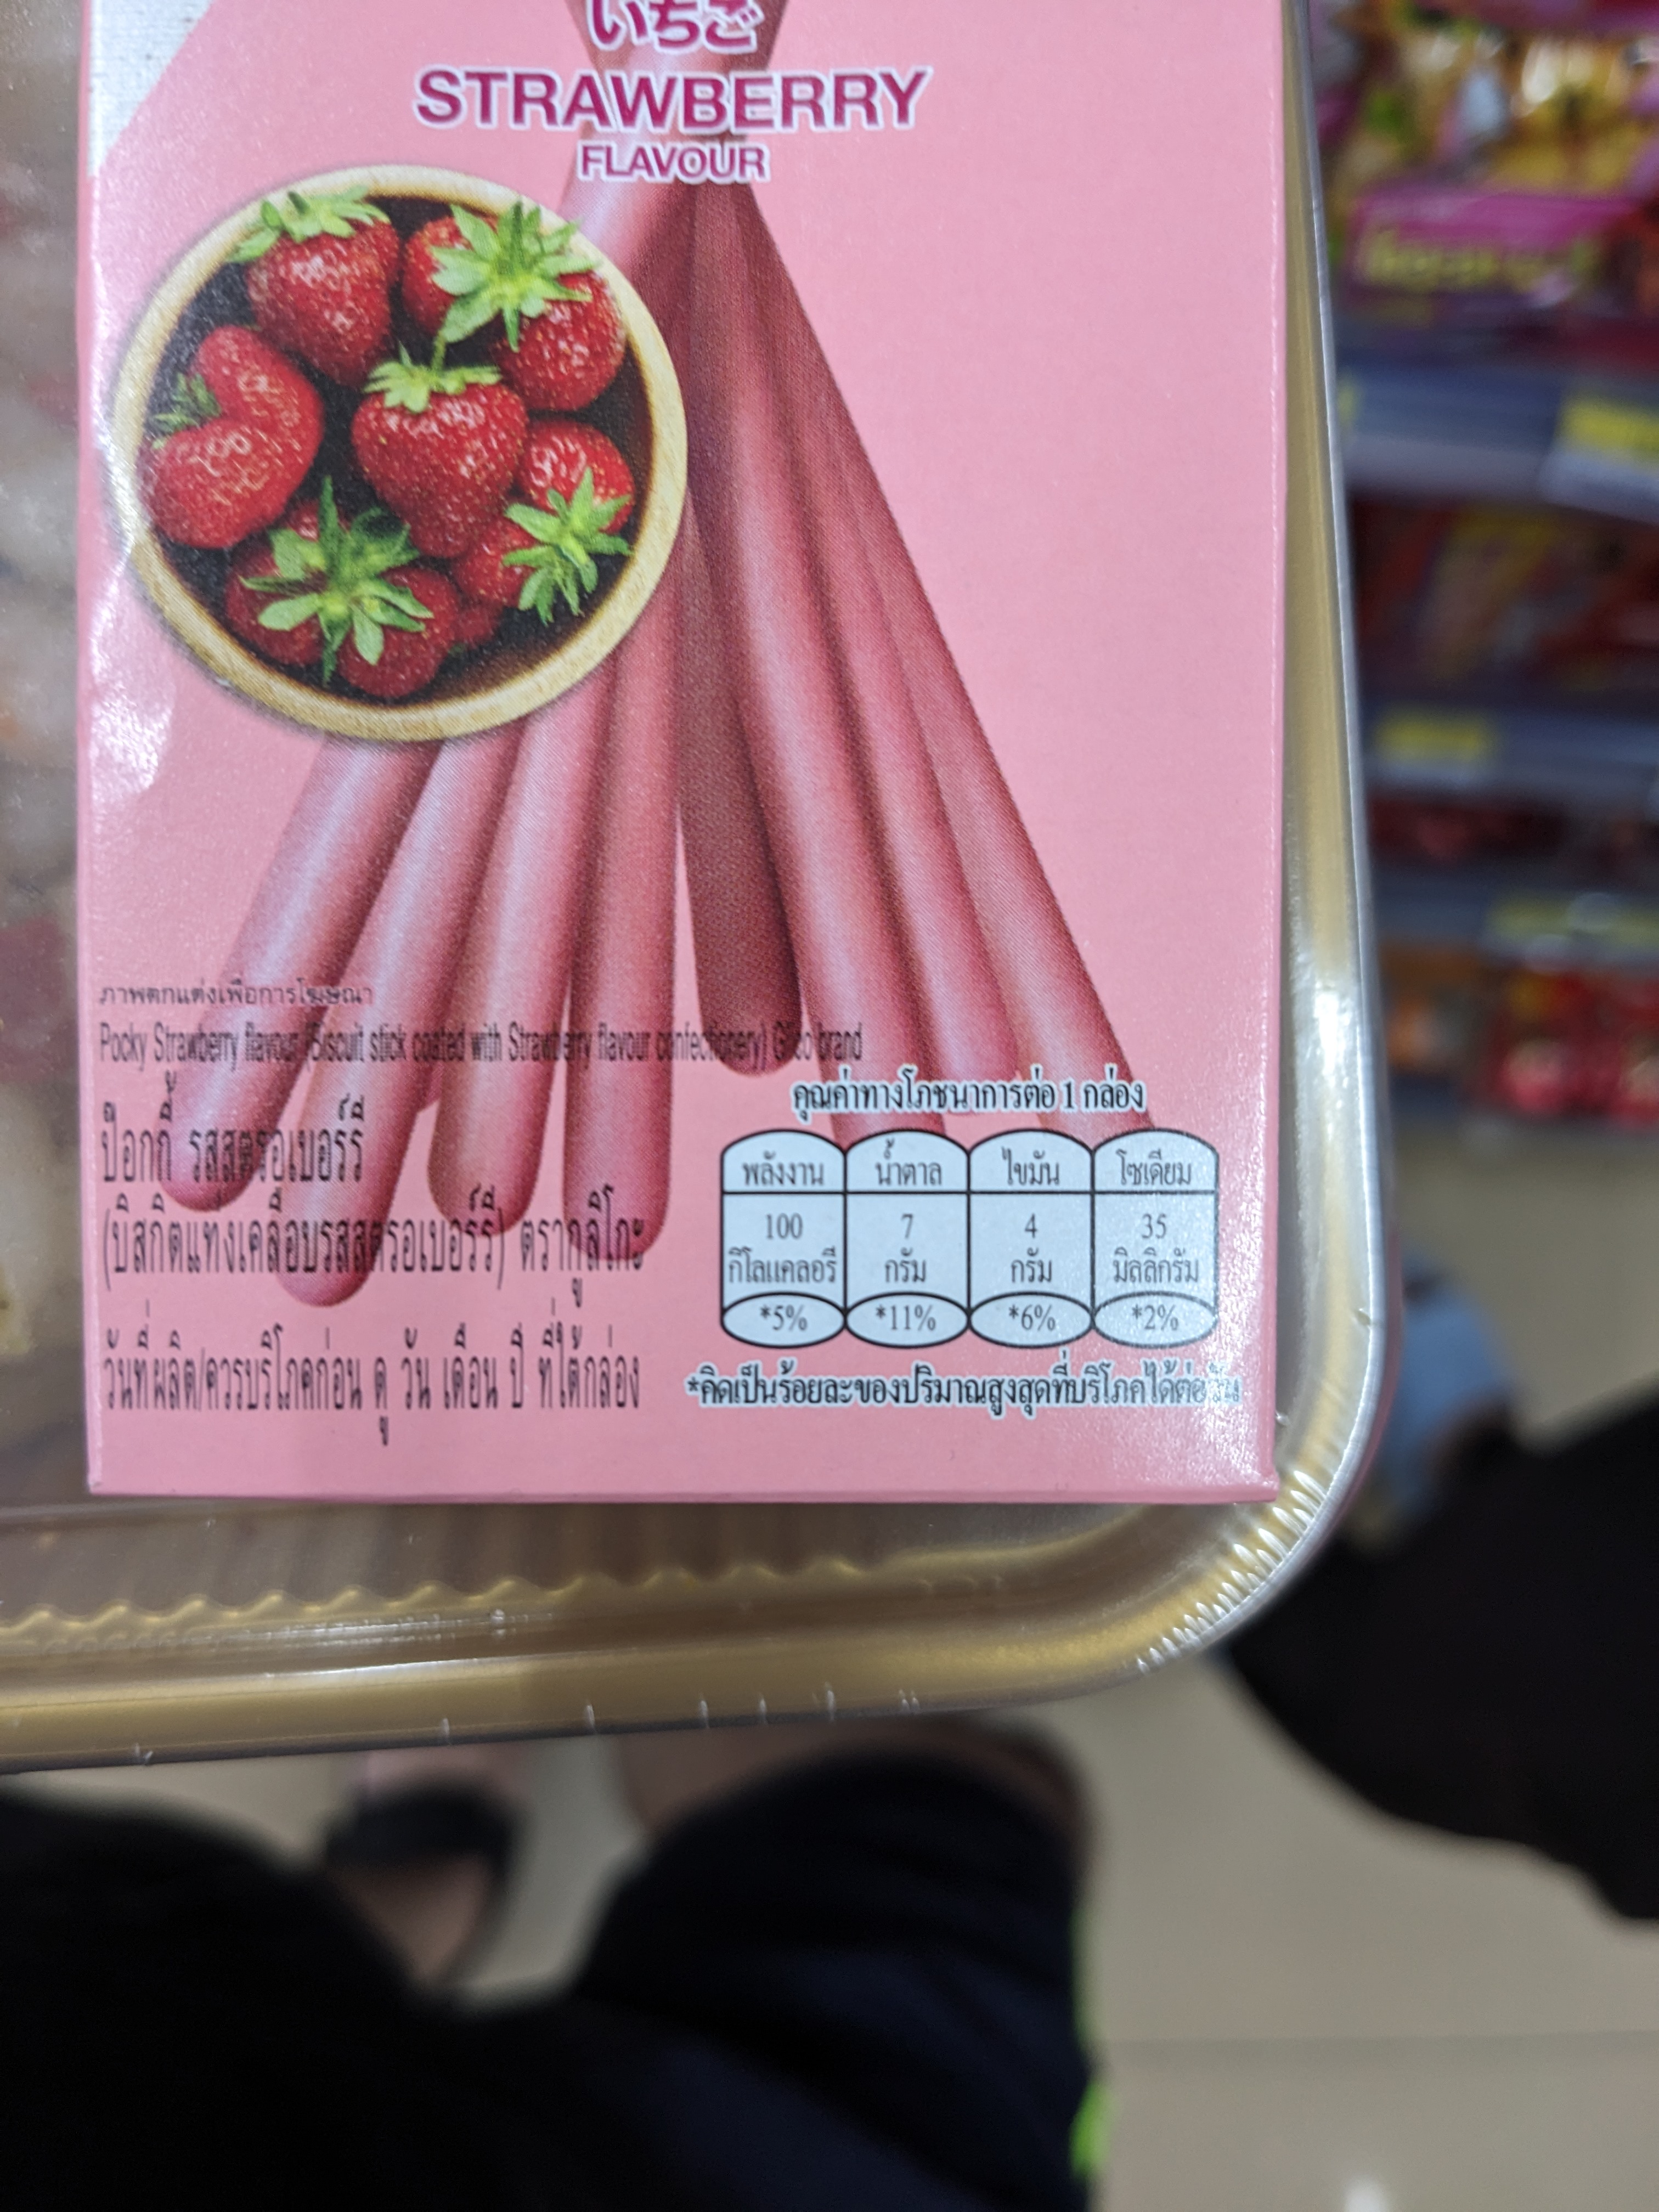 いちご
STRAWBERRY
FLAVOUR
ภาพตกแต่งเพื่อการโฆษณา
Pocky Strawberry flavour (Biscuit stick coated with Strawberry flavour confectionery) Glico brand
ป๊อกกี้ รสสตรอเบอร์รี่
(บิสกิตแท่งเคลือบรสสตรอเบอร์รี่) ตรากูลิโกะ
วันที่ผลิต/ควรบริโภคก่อน ดู วัน เดือน ปี ที่ใต้กล่อง
คุณค่าทางโภชนาการต่อ 1 กล่อง
พลังงาน น้ำตาล ไขมัน โซเดียม
100 7 4 35
กิโลแคลอรี กรัม กรัม มิลลิกรัม
*5% *11% *6% *2%
*คิดเป็นร้อยละของปริมาณสูงสุดที่บริโภคได้ต่อวัน